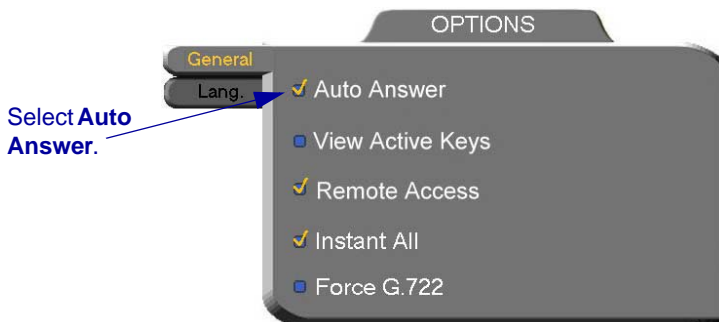 OPTIONS
General
Lang.
Select Auto
Answer.
Auto Answer
View Active Keys
Remote Access
Instant All
Force G.722